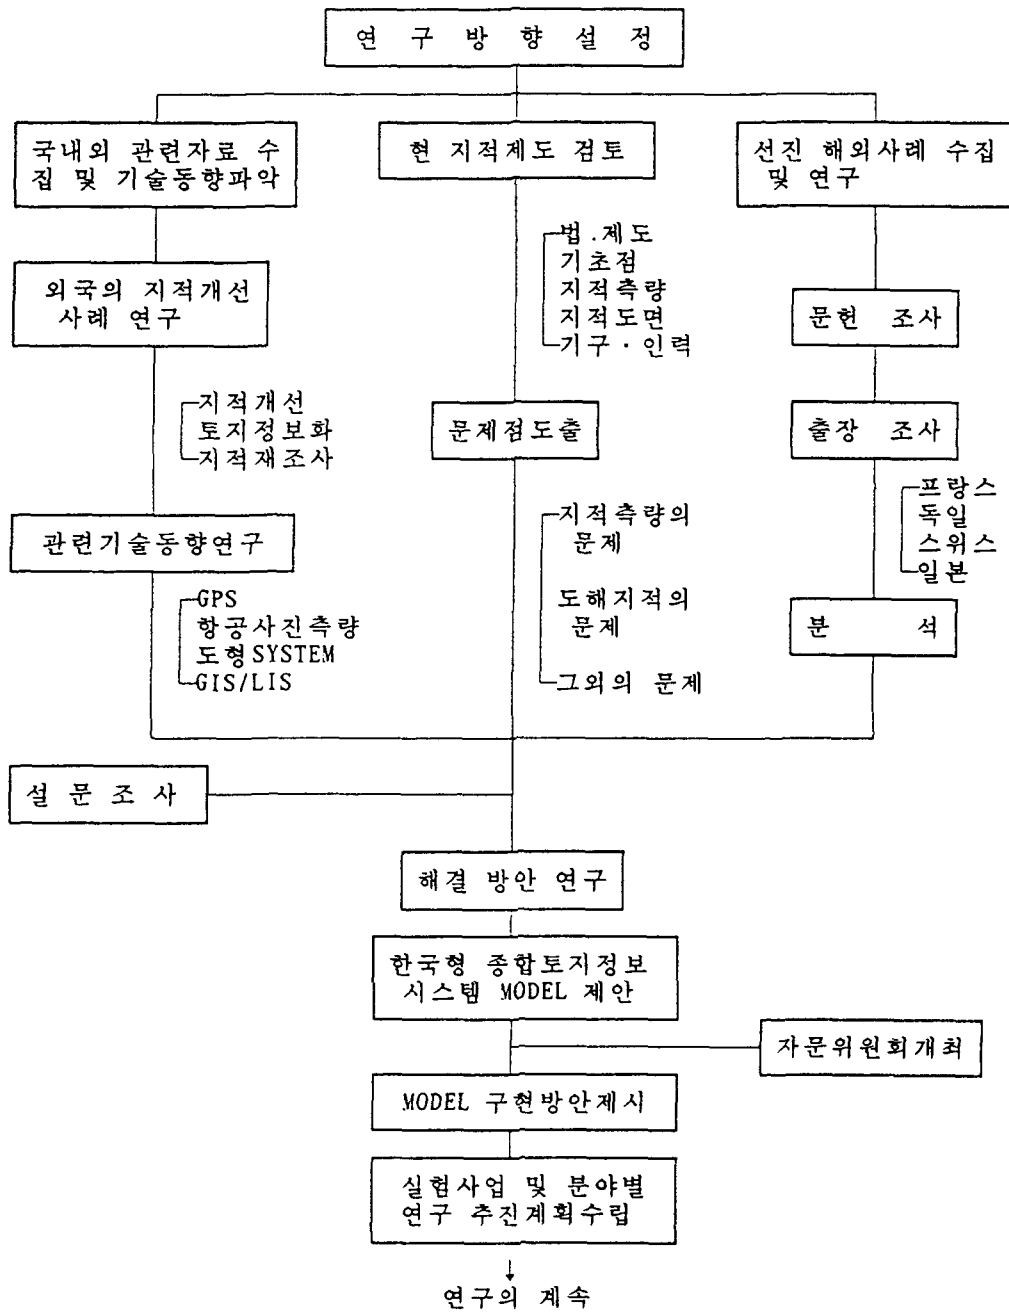 연 구 방 향 설 정
국내외 관련자료 수
집 및 기술동향파악
외국의 지적개선
사례 연구
지적개선
토지정보화
지적재조사
관련기술동향연구
GPS
항공사진측량
도형SYSTEM
GIS/LIS
현 지적제도 검토
법.제도
기초점
지적측량
지적도면
기구·인력
문제점도출
지적측량의
문제
도해지적의
문제
그외의 문제
선진 해외사례 수집
및 연구
문헌 조사
출장 조사
프랑스
독일
스위스
일본
분 석
설 문 조 사
해결 방안 연구
한국형 종합토지정보
시스템 MODEL 제안
자문위원회개최
MODEL 구현방안제시
실험사업 및 분야별
연구 추진계획수립
연구의 계속